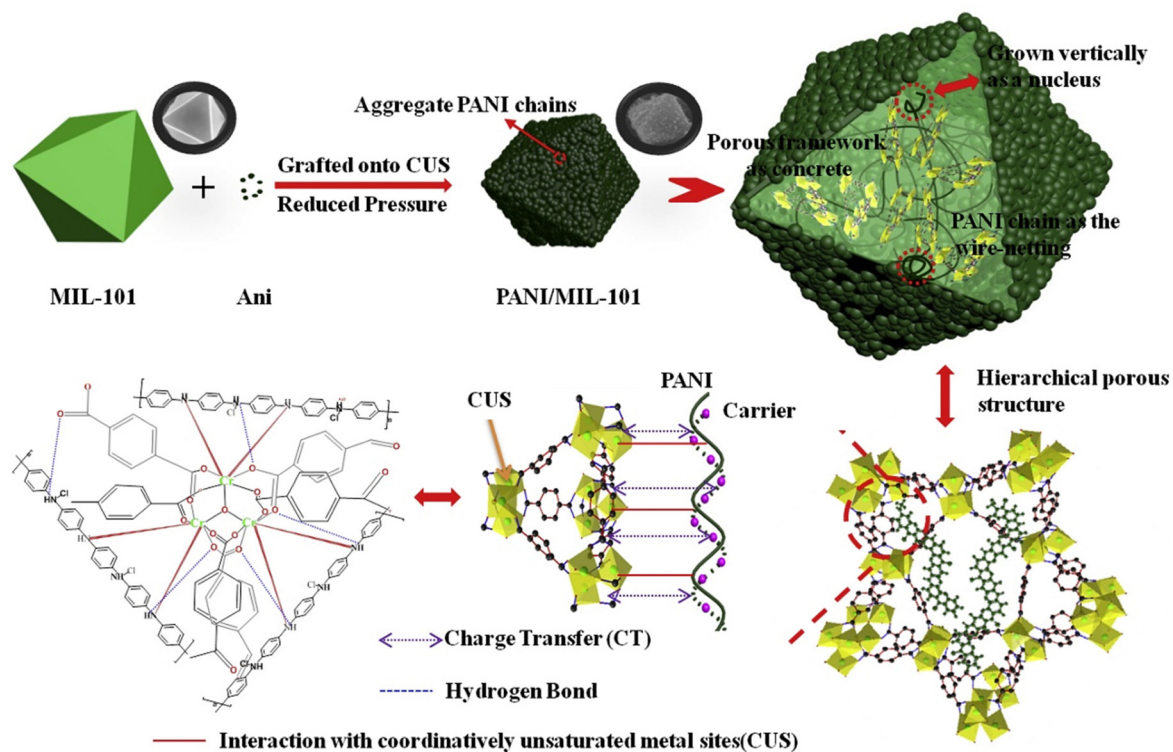 Grown vertically
as a nucleus
Aggregate PANI chains
Grafted onto CUS
Porous framework
as concrete
+
Reduced Pressure
PANI chain as the
wire-netting
MIL-101
Ani
PANI/MIL-101
Hierarchical porous
structure
PANI
CUS
Carrier
Cr
Cr
Charge Transfer (CT)
Hydrogen Bond
Interaction with coordinatively unsaturated metal sites(CUS)